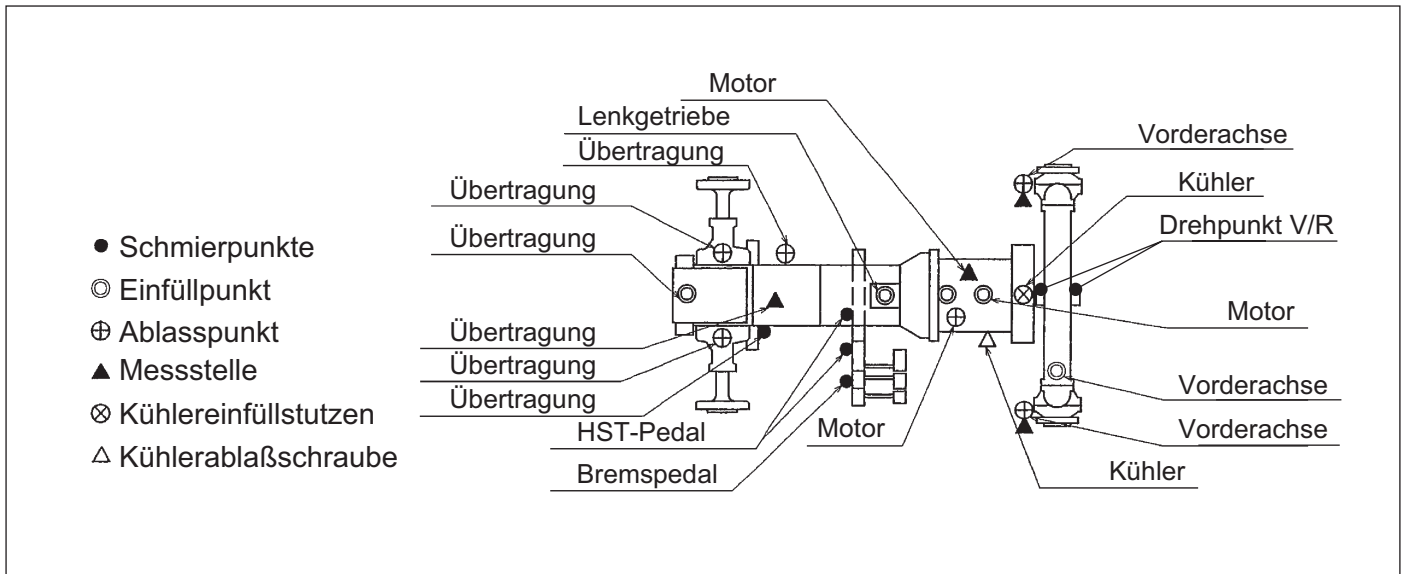 Motor
Lenkgetriebe
Übertragung
Vorderachse
Übertragung
Kühler
Drehpunkt V/R
Übertragung
● Schmierpunkte
◎ Einfüllpunkt
⊕ Ablasspunkt
▲ Messstelle
⊗ Kühlereinfüllstutzen
△ Kühlerablaßschraube
Übertragung
Motor
Übertragung
Vorderachse
Übertragung
HST-Pedal
Motor
Vorderachse
Bremspedal
Kühler